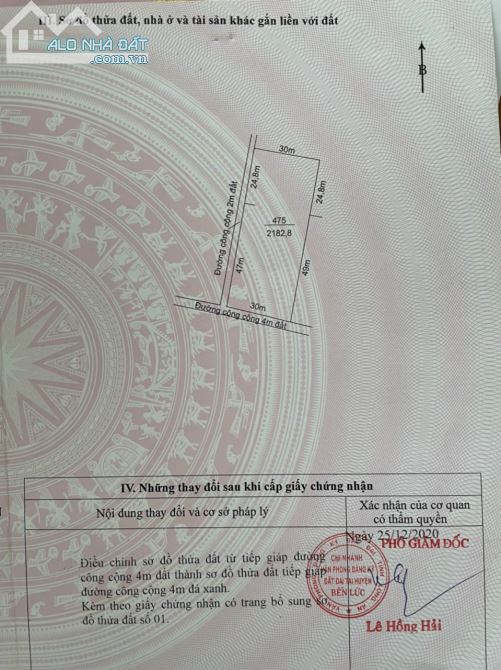 III. Sơ đồ thửa đất, nhà ở và tài sản khác gắn liền với đất
ALO NHÀ ĐẤT
.com.vn
B
30m
24,8m
24,8m
Đường công cộng 2m đất
475
2182,8
47m
49m
30m
Đường công cộng 4m đất
IV. Những thay đổi sau khi cấp giấy chứng nhận
Nội dung thay đổi và cơ sở pháp lý
Xác nhận của cơ quan
có thẩm quyền
Ngày 25/12/2020
PHÓ GIÁM ĐỐC
Điều chỉnh sơ đồ thửa đất từ tiếp giáp đường
công cộng 4m đất thành sơ đồ thửa đất tiếp giáp
đường công cộng 4m đá xanh.
Kèm theo giấy chứng nhận có trang bổ sung sơ
đồ thửa đất số 01.
CHI NHÁNH
VĂN PHÒNG ĐĂNG KÝ
ĐẤT ĐAI TẠI HUYỆN
BẾN LỨC
Lê Hồng Hải